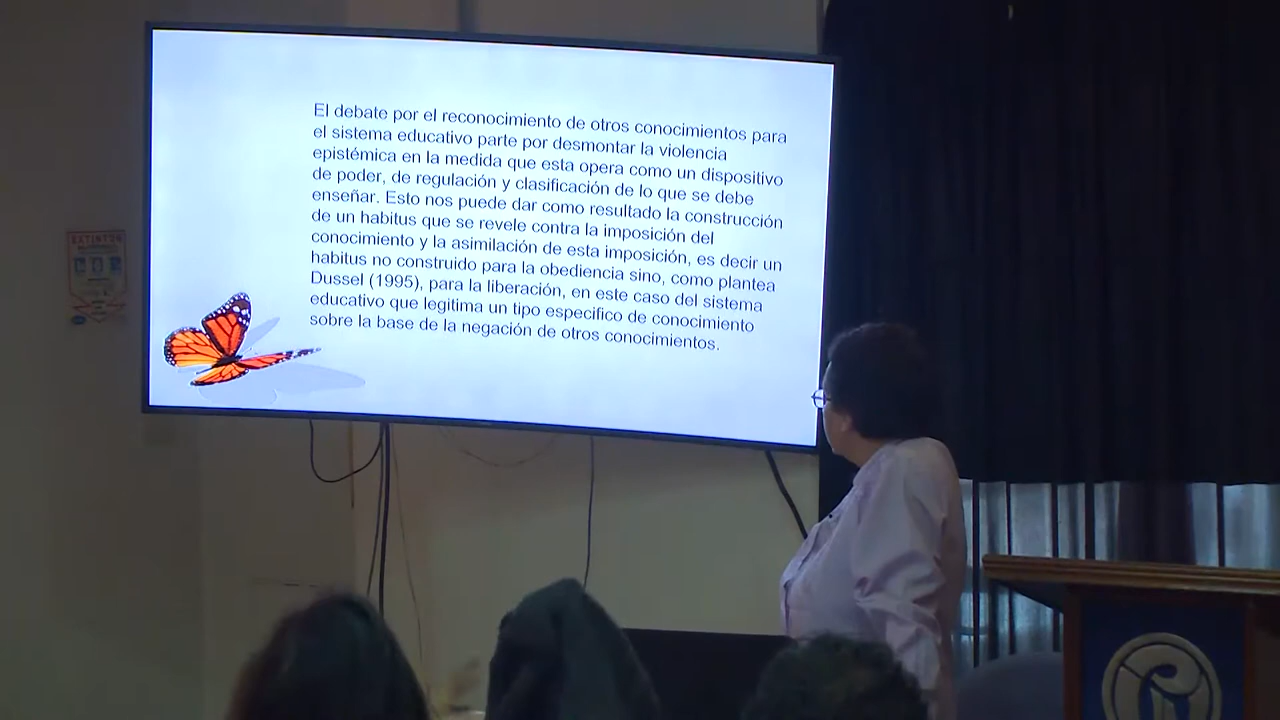 El debate por el reconocimiento de otros conocimientos para
el sistema educativo parte por desmontar la violencia
epistémica en la medida que esta opera como un dispositivo
de poder, de regulación y clasificación de lo que se debe
enseñar. Esto nos puede dar como resultado la construcción
de un habitus que se revele contra la imposición del
conocimiento y la asimilación de esta imposición, es decir un
habitus no construido para la obediencia sino, como plantea
Dussel (1995), para la liberación, en este caso del sistema
educativo que legitima un tipo especifico de conocimiento
sobre la base de la negación de otros conocimientos.
EXTINTOR